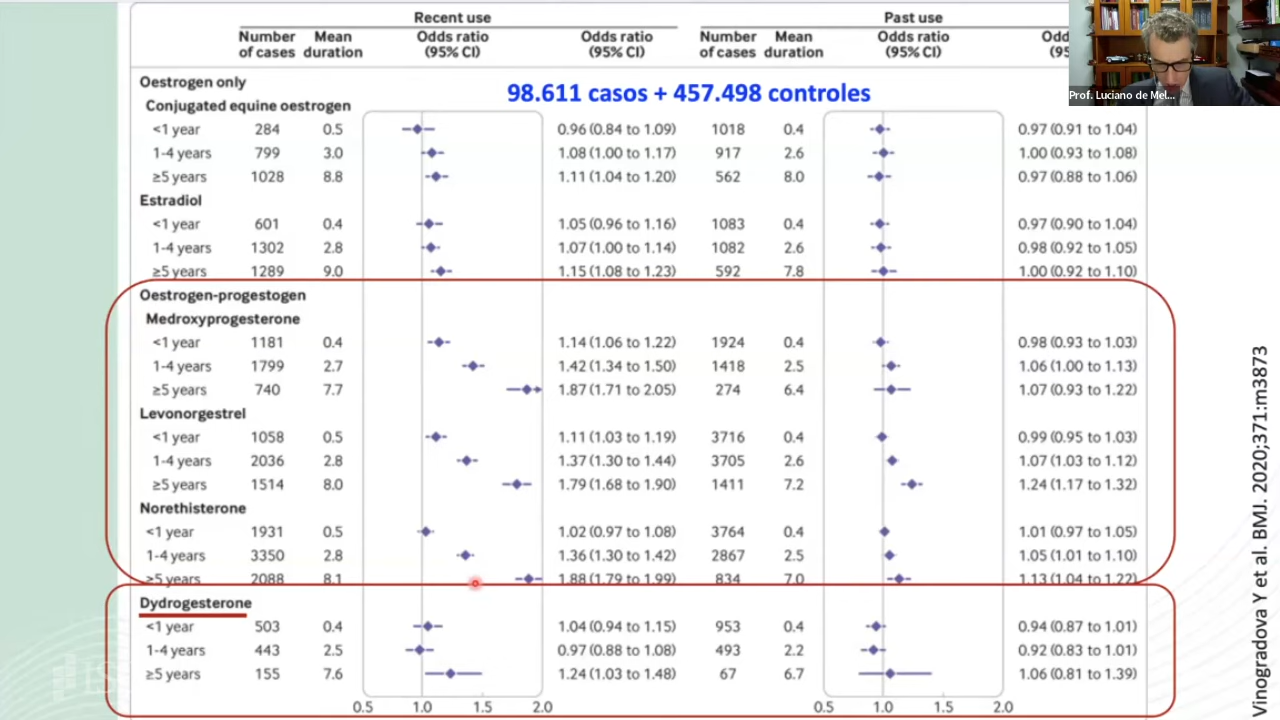 Recent use Past use
Number of cases Mean duration Odds ratio (95% CI) Odds ratio (95% CI) Number of cases Mean duration Odds ratio (95% CI)
Prof. Luciano de Mel...
Oestrogen only
98.611 casos + 457.498 controles
Conjugated equine oestrogen
<1 year 284 0.5 0.96 (0.84 to 1.09) 1018 0.4 0.97 (0.91 to 1.04)
1-4 years 799 3.0 1.08 (1.00 to 1.17) 917 2.6 1.00 (0.93 to 1.08)
≥5 years 1028 8.8 1.11 (1.04 to 1.20) 562 8.0 0.97 (0.88 to 1.06)
Estradiol
<1 year 601 0.4 1.05 (0.96 to 1.16) 1083 0.4 0.97 (0.90 to 1.04)
1-4 years 1302 2.8 1.07 (1.00 to 1.14) 1082 2.6 0.98 (0.92 to 1.05)
≥5 years 1289 9.0 1.15 (1.08 to 1.23) 592 7.8 1.00 (0.92 to 1.10)
Oestrogen-progestogen
Medroxyprogesterone
<1 year 1181 0.4 1.14 (1.06 to 1.22) 1924 0.4 0.98 (0.93 to 1.03)
1-4 years 1799 2.7 1.42 (1.34 to 1.50) 1418 2.5 1.06 (1.00 to 1.13)
≥5 years 740 7.7 1.87 (1.71 to 2.05) 274 6.4 1.07 (0.93 to 1.22)
Levonorgestrel
<1 year 1058 0.5 1.11 (1.03 to 1.19) 3716 0.4 0.99 (0.95 to 1.03)
1-4 years 2036 2.8 1.37 (1.30 to 1.44) 3705 2.6 1.07 (1.03 to 1.12)
≥5 years 1514 8.0 1.79 (1.68 to 1.90) 1411 7.2 1.24 (1.17 to 1.32)
Norethisterone
<1 year 1931 0.5 1.02 (0.97 to 1.08) 3764 0.4 1.01 (0.97 to 1.05)
1-4 years 3350 2.8 1.36 (1.30 to 1.42) 2867 2.5 1.05 (1.01 to 1.10)
≥5 years 2088 8.1 1.88 (1.79 to 1.99) 834 7.0 1.13 (1.04 to 1.22)
Dydrogesterone
<1 year 503 0.4 1.04 (0.94 to 1.15) 953 0.4 0.94 (0.87 to 1.01)
1-4 years 443 2.5 0.97 (0.88 to 1.08) 493 2.2 0.92 (0.83 to 1.01)
≥5 years 155 7.6 1.24 (1.03 to 1.48) 67 6.7 1.06 (0.81 to 1.39)
0.5 1.0 1.5 2.0 0.5 1.0 1.5 2.0
Vinogradova Y et al. BMJ. 2020;371:m3873